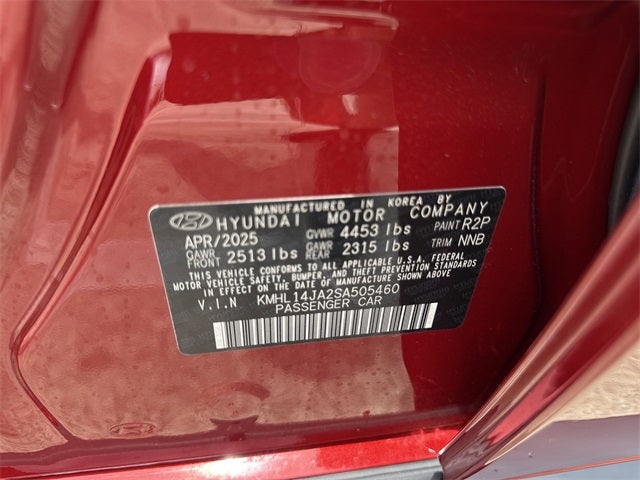 MANUFACTURED IN KOREA BY
HYUNDAI MOTOR COMPANY
APR/2025 GVWR 4453 lbs PAINT R2P
GAWR FRONT 2513 lbs GAWR REAR 2315 lbs TRIM NNB
THIS VEHICLE CONFORMS TO ALL APPLICABLE U.S.A. FEDERAL
MOTOR VEHICLE SAFETY, BUMPER, AND THEFT PREVENTION STANDARDS
IN EFFECT ON THE DATE OF MANUFACTURE SHOWN ABOVE.
V.I.N KMHL14JA2SA505460
PASSENGER CAR